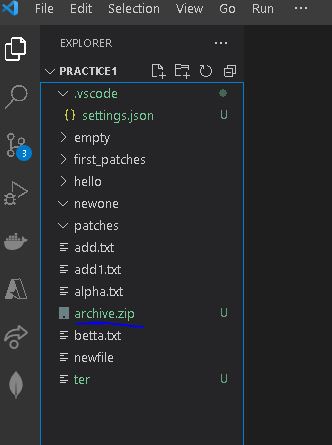 File Edit Selection View Go Run
EXPLORER ...
PRACTICE1
.vscode
{} settings.json U
empty
first_patches
hello
newone
patches
add.txt
add1.txt
alpha.txt
archive.zip U
betta.txt
newfile
ter U
3